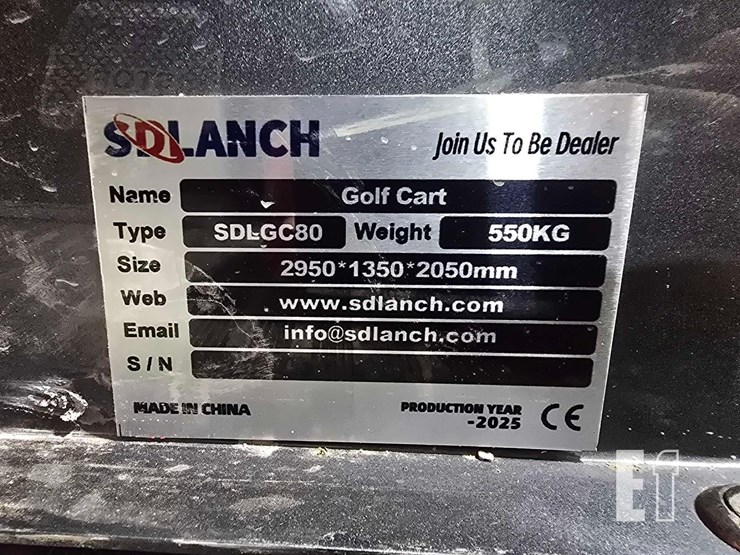 SDLANCH Join Us To Be Dealer
Name Golf Cart
Type SDLGC80 Weight 550KG
Size 2950*1350*2050mm
Web www.sdlanch.com
Email info@sdlanch.com
S / N
MADE IN CHINA PRODUCTION YEAR CE
-2025